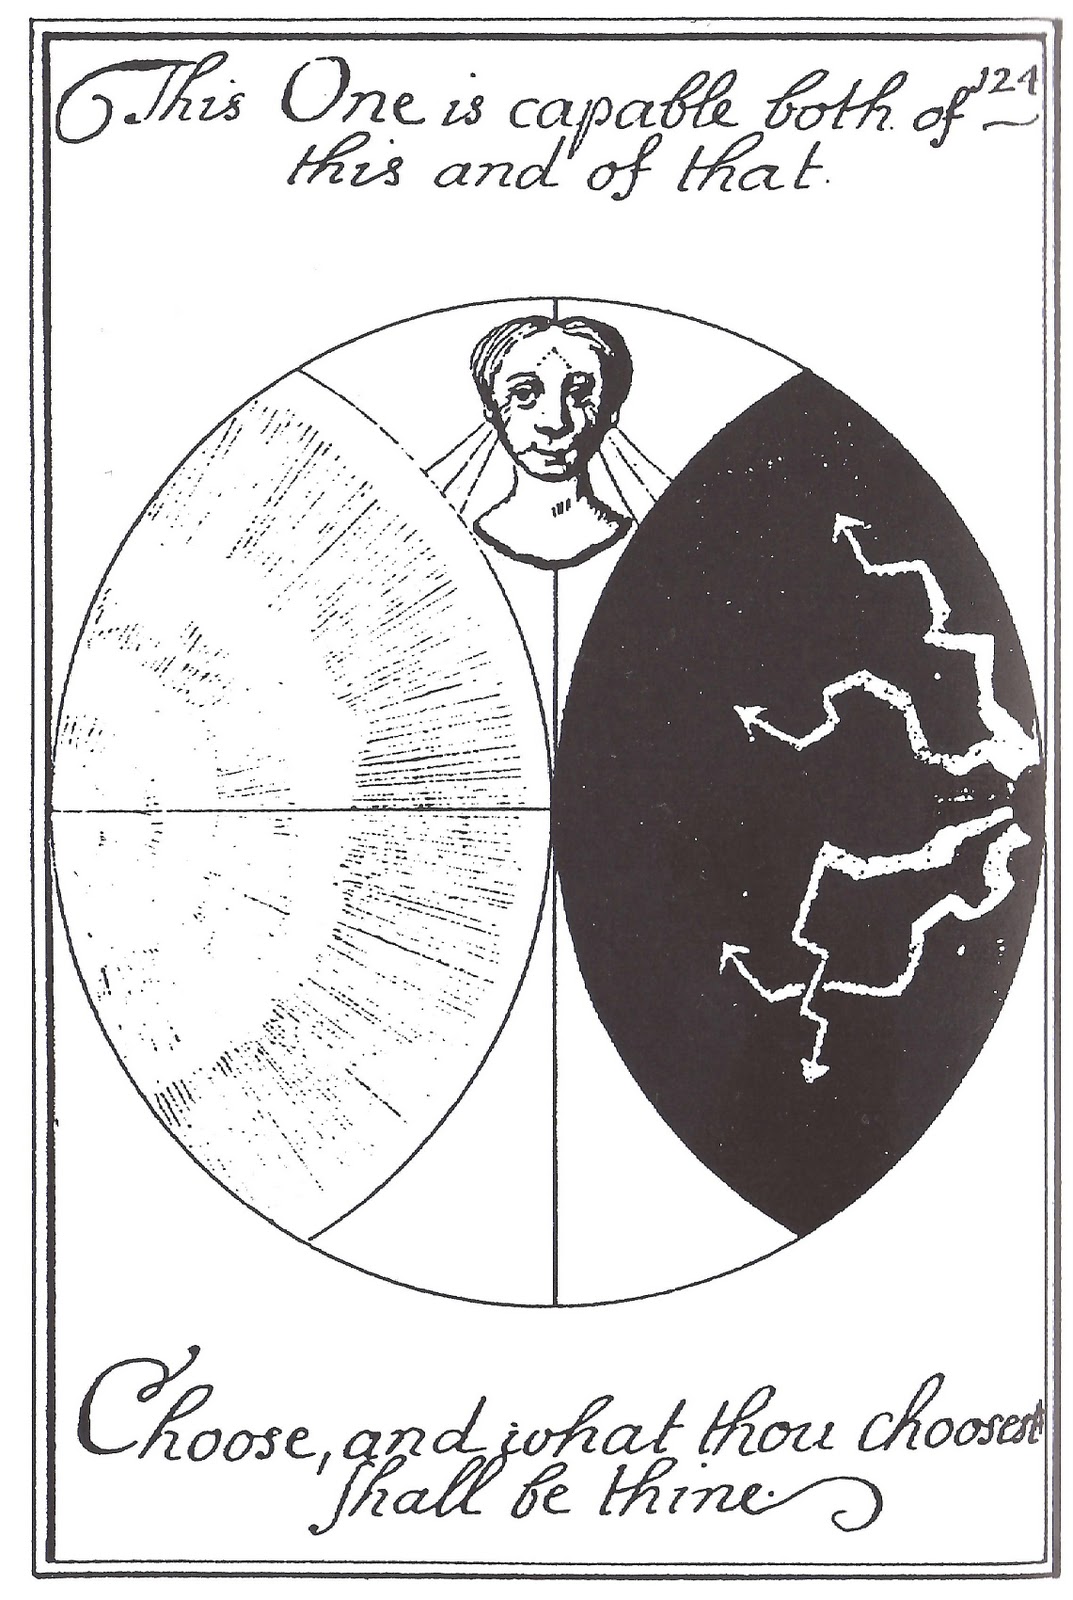 This One is capable both of 124
this and of that.
Choose, and what thou choosest
shall be thine.